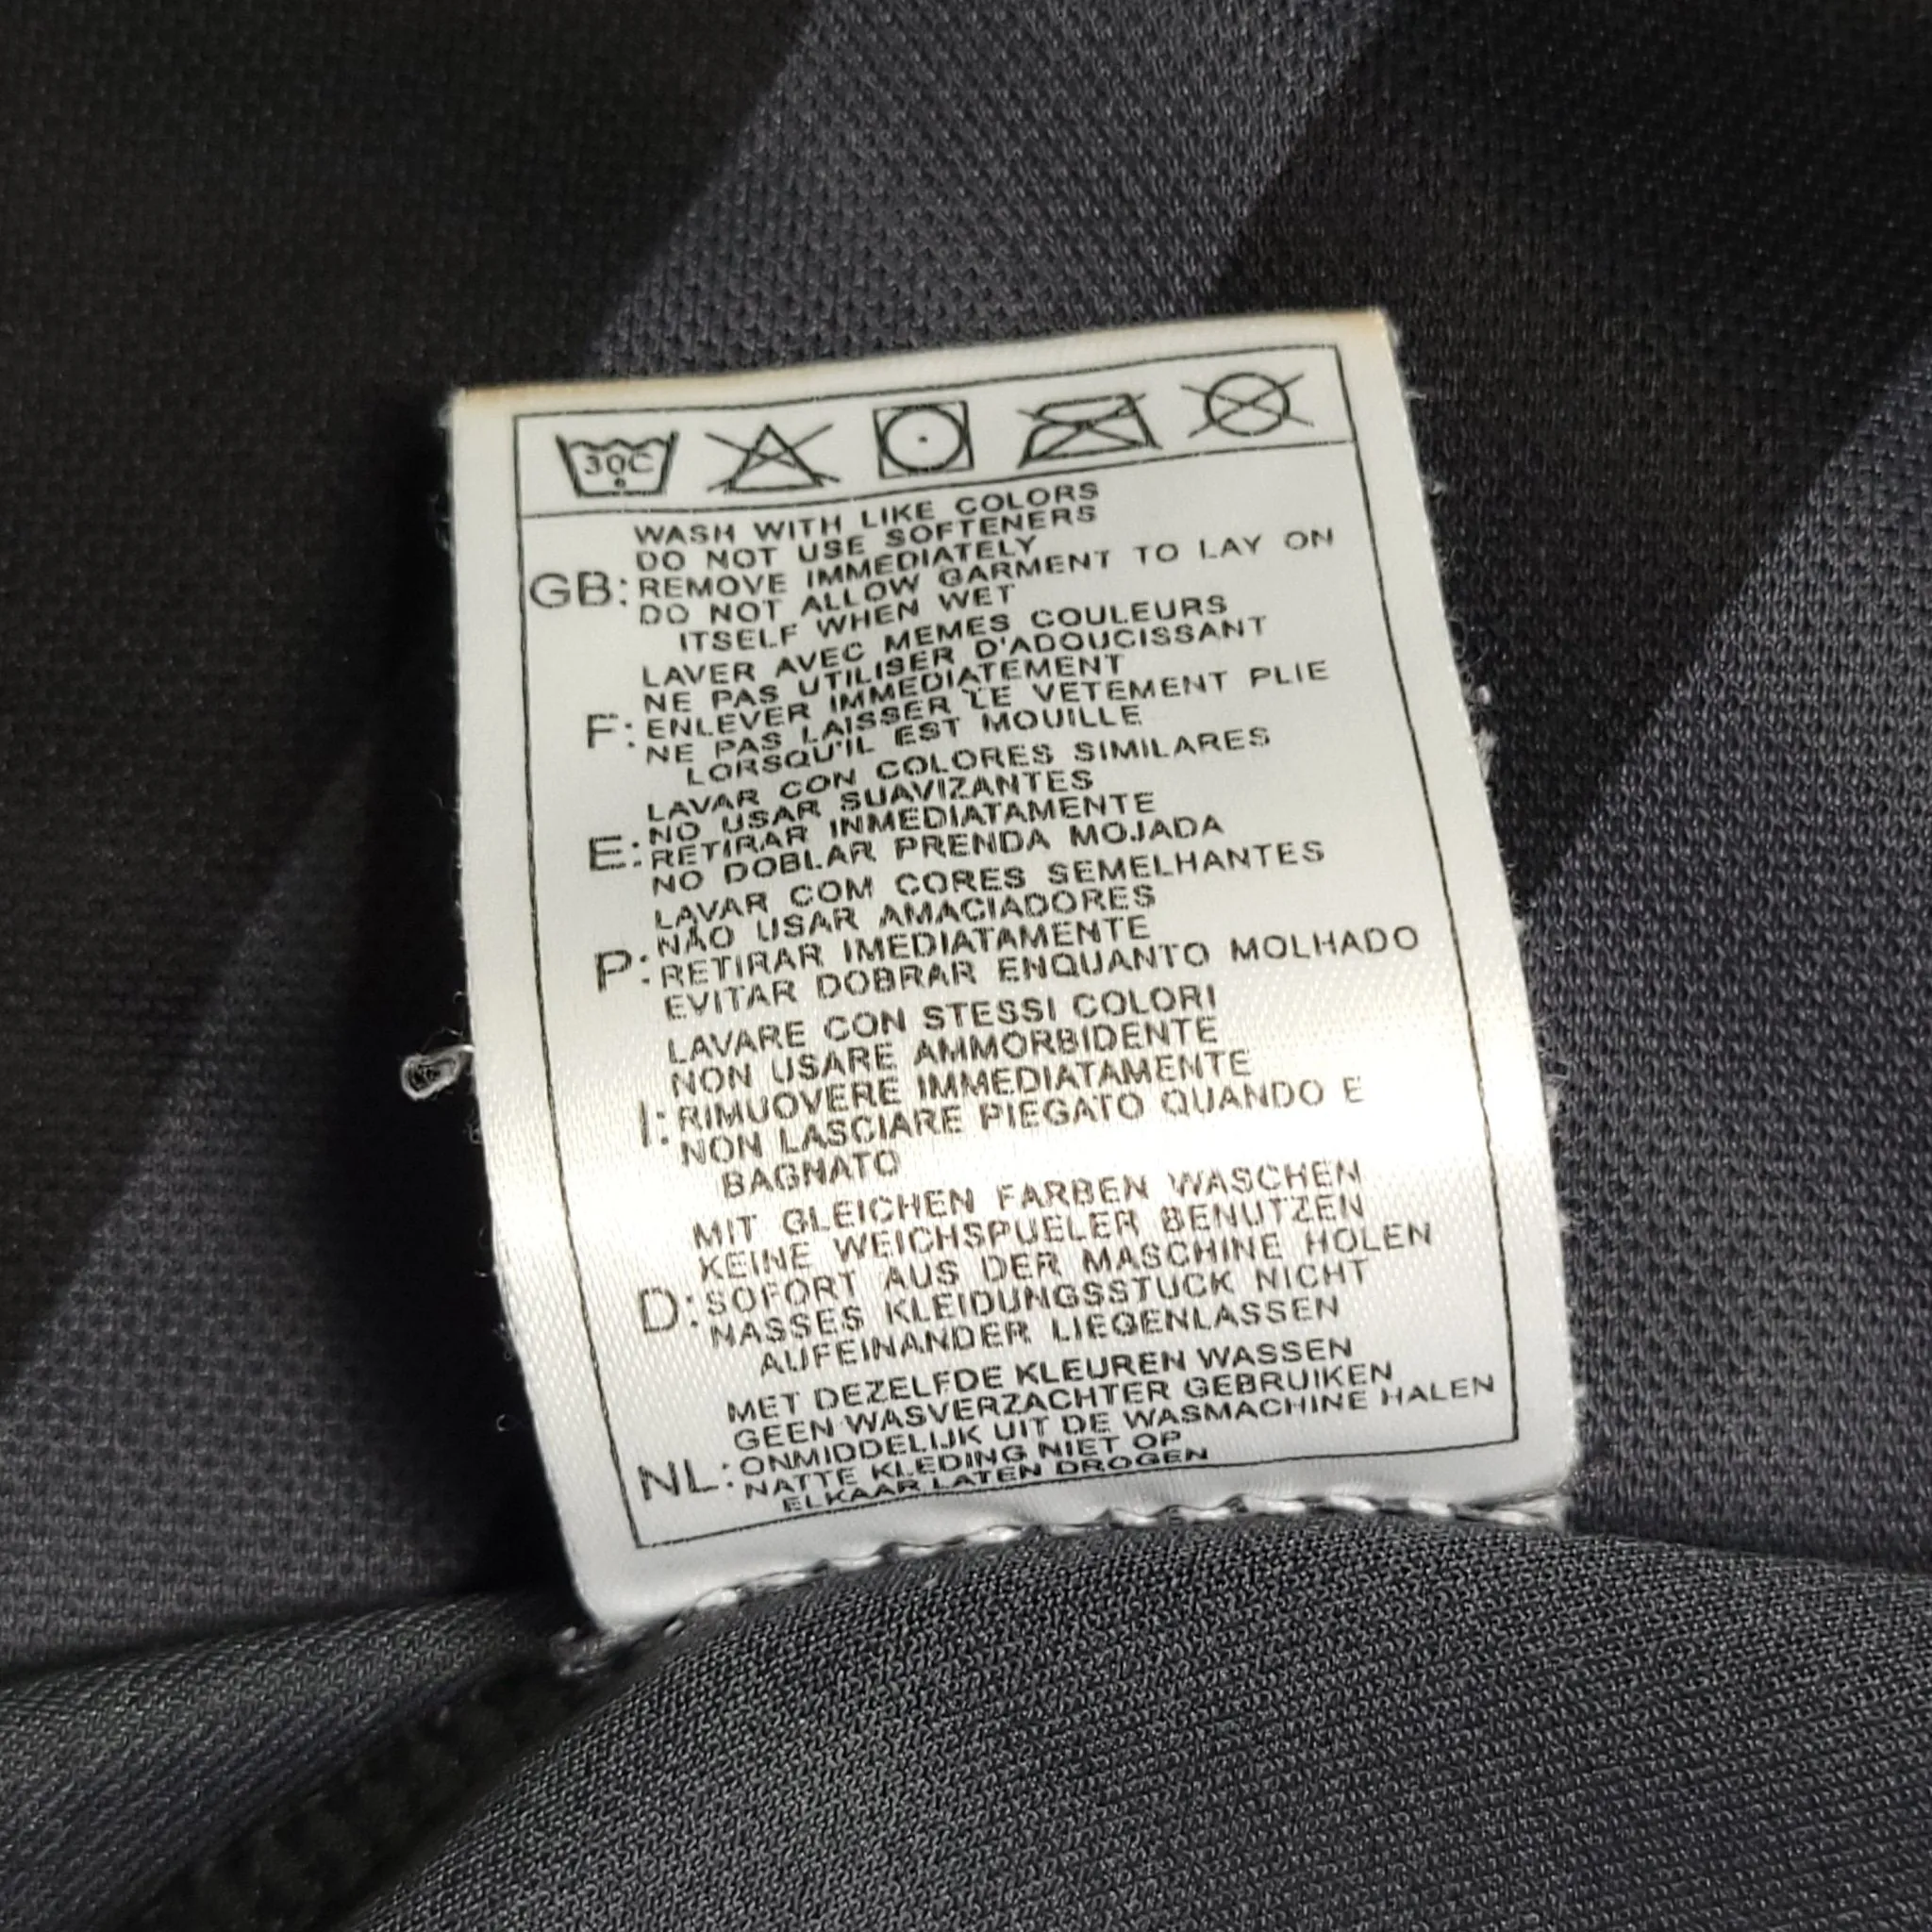 30C
WASH WITH LIKE COLORS
DO NOT USE SOFTENERS
GB: REMOVE IMMEDIATELY
DO NOT ALLOW GARMENT TO LAY ON
ITSELF WHEN WET
LAVER AVEC MEMES COULEURS
NE PAS UTILISER D'ADOUCISSANT
F: ENLEVER IMMEDIATEMENT
NE PAS LAISSER LE VETEMENT PLIE
LORSQU'IL EST MOUILLE
LAVAR CON COLORES SIMILARES
NO USAR SUAVIZANTES
E: RETIRAR INMEDIATAMENTE
NO DOBLAR PRENDA MOJADA
LAVAR COM CORES SEMELHANTES
NÃO USAR AMACIADORES
P: RETIRAR IMEDIATAMENTE
EVITAR DOBRAR ENQUANTO MOLHADO
LAVARE CON STESSI COLORI
NON USARE AMMORBIDENTE
I: RIMUOVERE IMMEDIATAMENTE
NON LASCIARE PIEGATO QUANDO E
BAGNATO
MIT GLEICHEN FARBEN WASCHEN
KEINE WEICHSPUELER BENUTZEN
D: SOFORT AUS DER MASCHINE HOLEN
NASSES KLEIDUNGSSTUCK NICHT
AUFEINANDER LIEGENLASSEN
MET DEZELFDE KLEUREN WASSEN
GEEN WASVERZACHTER GEBRUIKEN
NL: ONMIDDELIJK UIT DE WASMACHINE HALEN
NATTE KLEDING NIET OP
ELKAAR LATEN DROGEN